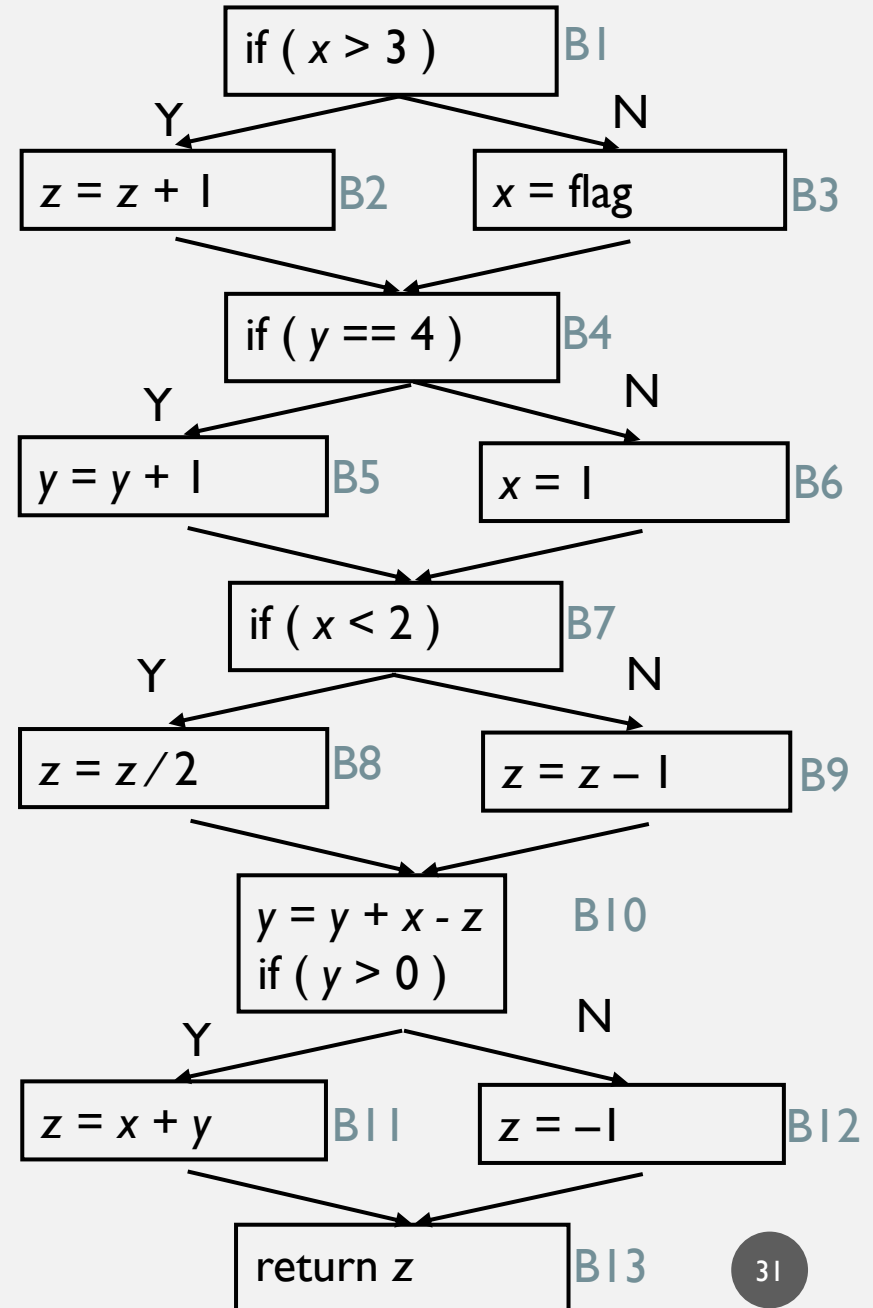 if ( x > 3 ) B1
Y N
z = z + 1 B2 x = flag B3
if ( y == 4 ) B4
Y N
y = y + 1 B5 x = 1 B6
if ( x < 2 ) B7
Y N
z = z / 2 B8 z = z – 1 B9
y = y + x - z B10
if ( y > 0 )
Y N
z = x + y B11 z = –1 B12
return z B13
31